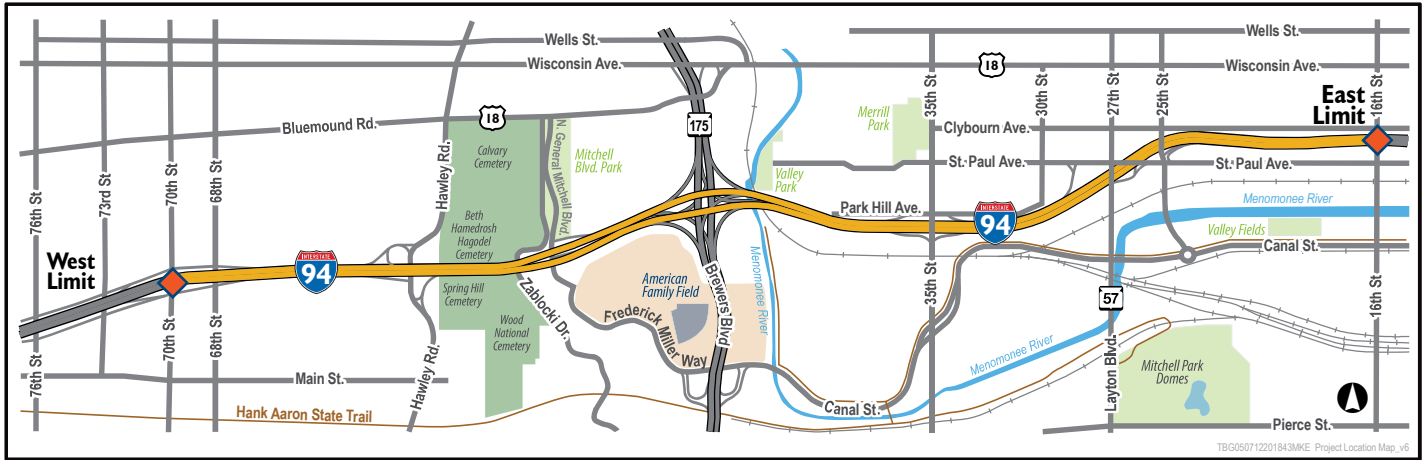 Wells St.
Wells St.
Wisconsin Ave.
18
Wisconsin Ave.
35th St
30th St
27th St
25th St
16th St
East
Limit
Bluemound Rd.
18
175
Merrill
Park
Clybourn Ave.
Calvary
Cemetery
N. General Mitchell Blvd.
Mitchell
Blvd. Park
Valley
Park
St. Paul Ave.
St. Paul Ave.
76th St
73rd St
70th St
68th St
Hawley Rd.
Beth
Hamedrosh
Hagodel
Cemetery
Park Hill Ave.
INTERSTATE
94
Menomonee River
Valley Fields
Canal St.
West
Limit
INTERSTATE
94
Spring Hill
Cemetery
Wood
National
Cemetery
Zablocki Dr.
American
Family Field
Frederick Miller Way
Brewers Blvd
Menomonee River
35th St
57
16th St
76th St
70th St
68th St
Hawley Rd.
Main St.
Menomonee River
Layton Blvd.
Mitchell Park
Domes
Hank Aaron State Trail
Canal St.
Pierce St.
TBG050712201843MKE Project Location Map_v6